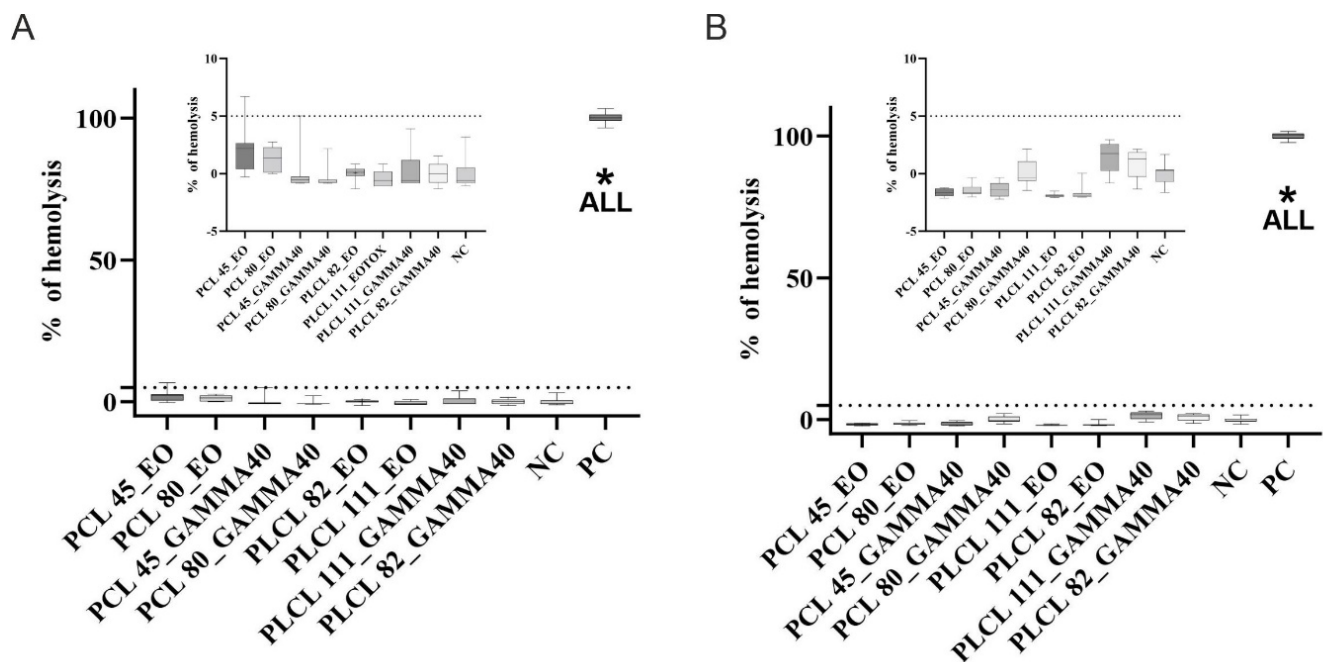 A
% of hemolysis
100
50
0
% of hemolysis
10
5
0
-5
PCL 45_EO
PCL 80_EO
PCL 45_GAMMA40
PCL 80_GAMMA40
PLCL 82_EO
PLCL 111_EOTOX
PLCL 111_GAMMA40
PLCL 82_GAMMA40
NC
*
ALL
PCL 45_EO
PCL 80_EO
PCL 45_GAMMA40
PCL 80_GAMMA40
PLCL 82_EO
PLCL 111_EO
PLCL 111_GAMMA40
PLCL 82_GAMMA40
NC
PC
B
% of hemolysis
100
50
0
% of hemolysis
10
5
0
-5
PCL 45_EO
PCL 80_EO
PCL 45_GAMMA40
PCL 80_GAMMA40
PLCL 111_EO
PLCL 82_EO
PLCL 111_GAMMA40
PLCL 82_GAMMA40
NC
*
ALL
PCL 45_EO
PCL 80_EO
PCL 45_GAMMA40
PCL 80_GAMMA40
PLCL 111_EO
PLCL 82_EO
PLCL 111_GAMMA40
PLCL 82_GAMMA40
NC
PC